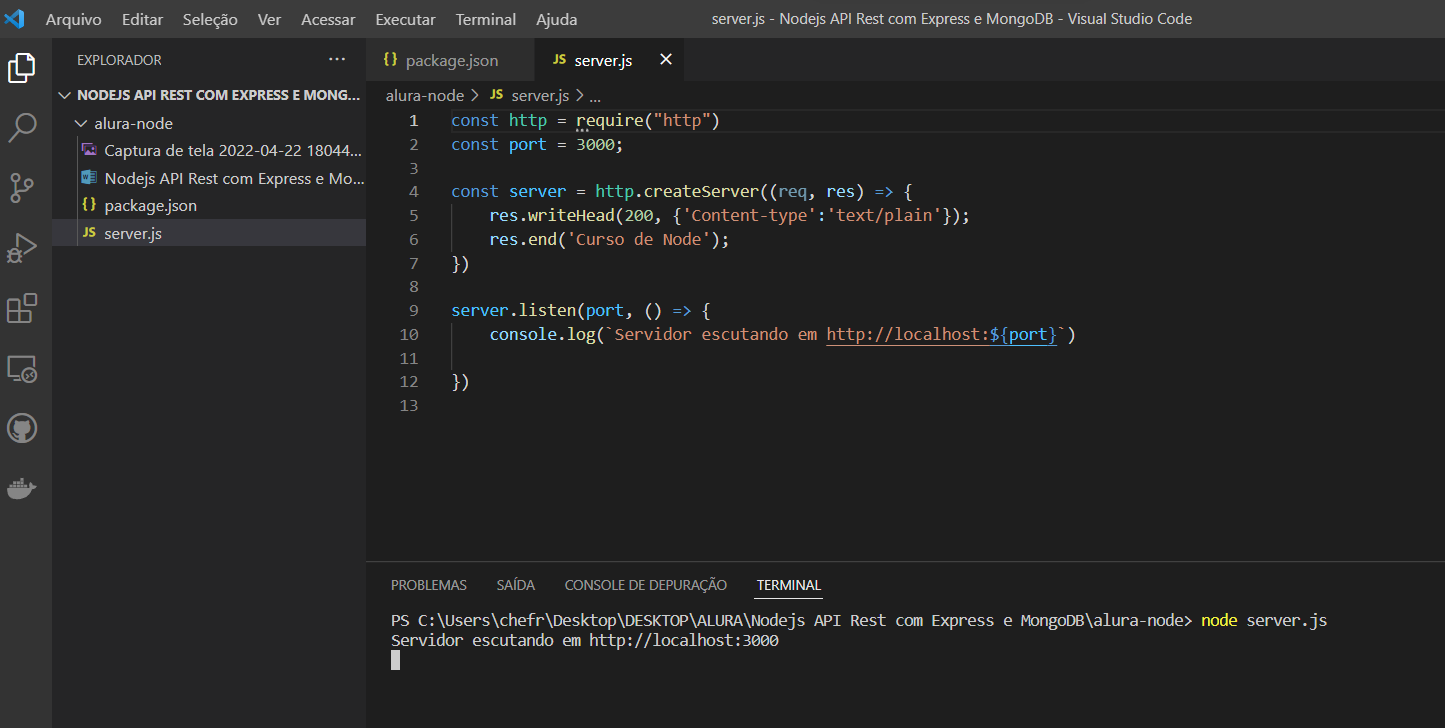 Arquivo Editar Seleção Ver Acessar Executar Terminal Ajuda server.js - Nodejs API Rest com Express e MongoDB - Visual Studio Code
EXPLORADOR ...
NODEJS API REST COM EXPRESS E MONG...
alura-node
Captura de tela 2022-04-22 18044...
Nodejs API Rest com Express e Mo...
{} package.json
JS server.js
{} package.json JS server.js
alura-node > JS server.js > ...
1 const http = require("http")
2 const port = 3000;
3
4 const server = http.createServer((req, res) => {
5 res.writeHead(200, {'Content-type':'text/plain'});
6 res.end('Curso de Node');
7 })
8
9 server.listen(port, () => {
10 console.log(`Servidor escutando em http://localhost:${port}`)
11
12 })
13
PROBLEMAS SAÍDA CONSOLE DE DEPURAÇÃO TERMINAL
PS C:\Users\chefr\Desktop\DESKTOP\ALURA\Nodejs API Rest com Express e MongoDB\alura-node> node server.js
Servidor escutando em http://localhost:3000